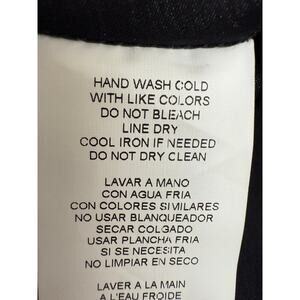 HAND WASH COLD
WITH LIKE COLORS
DO NOT BLEACH
LINE DRY
COOL IRON IF NEEDED
DO NOT DRY CLEAN
LAVAR A MANO
CON AGUA FRIA
CON COLORES SIMILARES
NO USAR BLANQUEADOR
SECAR COLGADO
USAR PLANCHA FRIA
SI SE NECESITA
NO LIMPIAR EN SECO
LAVER A LA MAIN
A L'EAU FROIDE